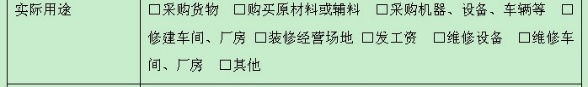 实际用途 □采购货物 □购买原材料或辅料 □采购机器、设备、车辆等 □
修建车间、厂房 □装修经营场地 □发工资 □维修设备 □维修车
间、厂房 □其他